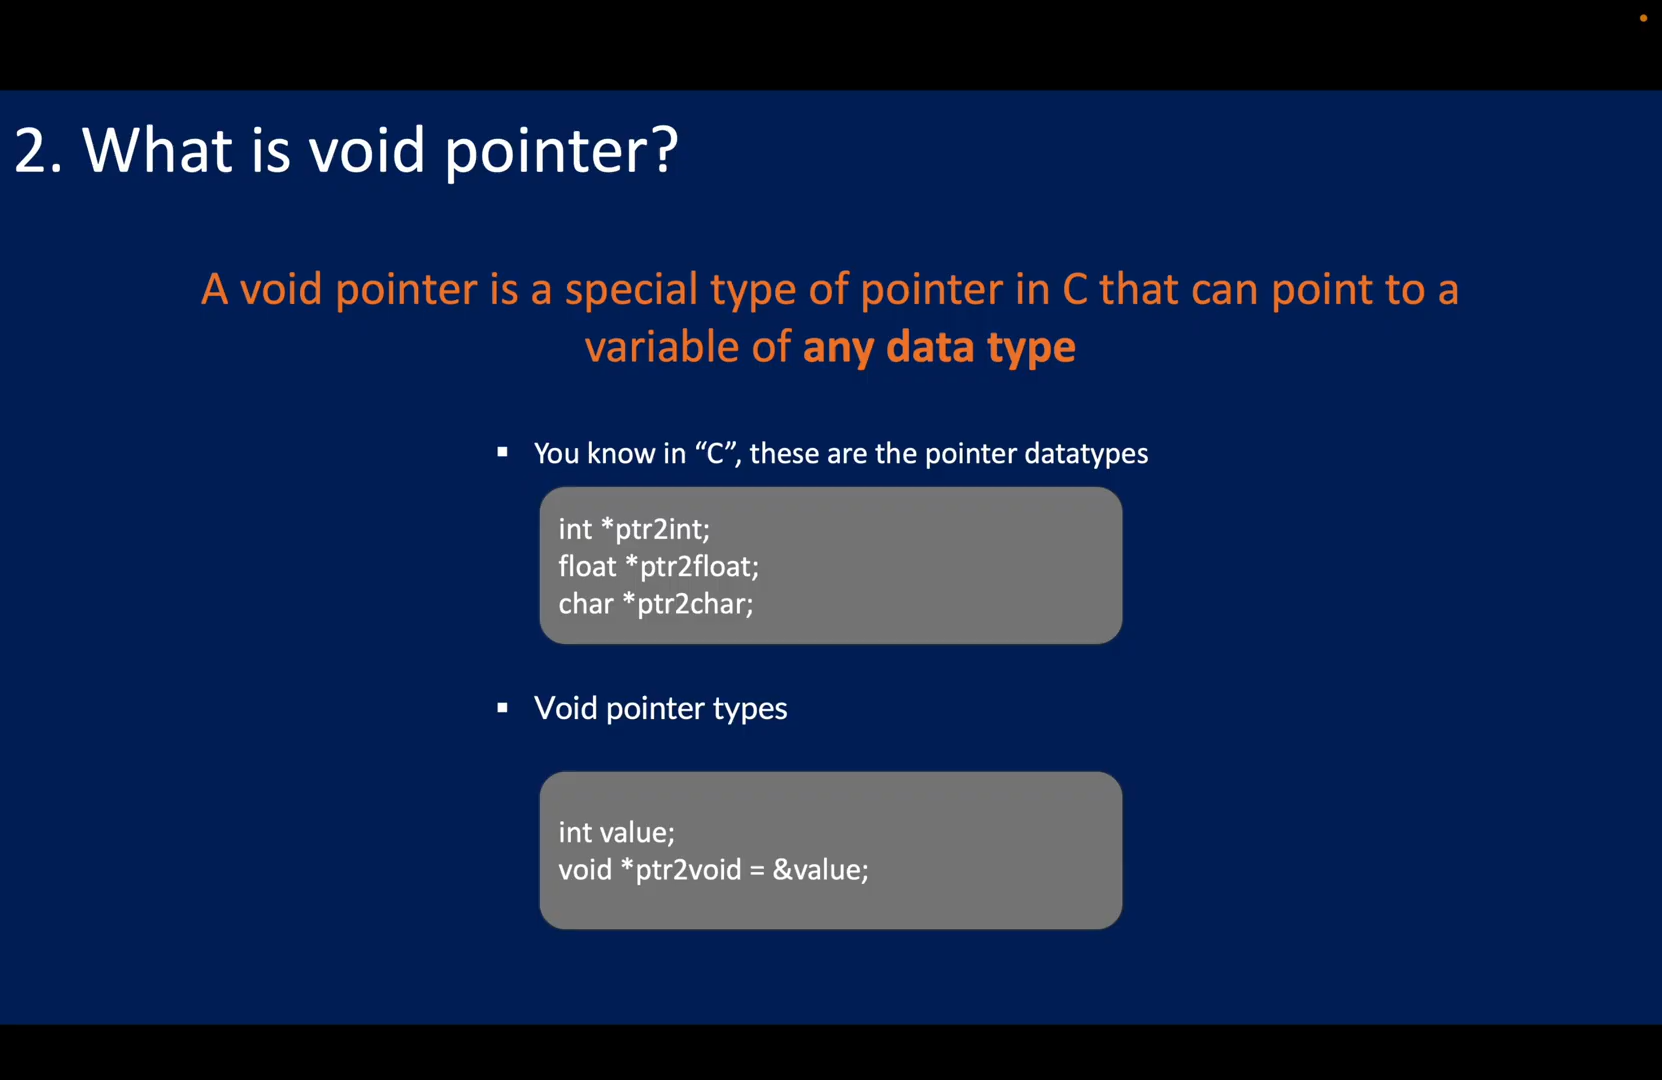 2. What is void pointer?
A void pointer is a special type of pointer in C that can point to a
variable of any data type
▪ You know in “C”, these are the pointer datatypes
int *ptr2int;
float *ptr2float;
char *ptr2char;
▪ Void pointer types
int value;
void *ptr2void = &value;